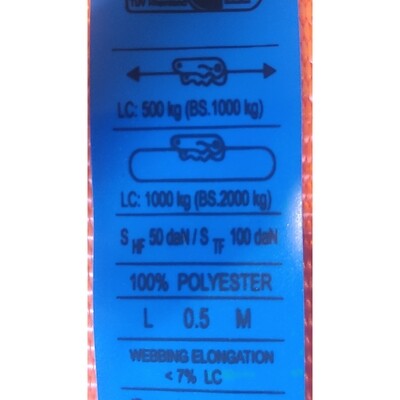 LC: 500 kg (BS.1000 kg)
LC: 1000 kg (BS.2000 kg)
S HF 50 daN / S TF 100 daN
100% POLYESTER
L 0.5 M
WEBBING ELONGATION
< 7% LC